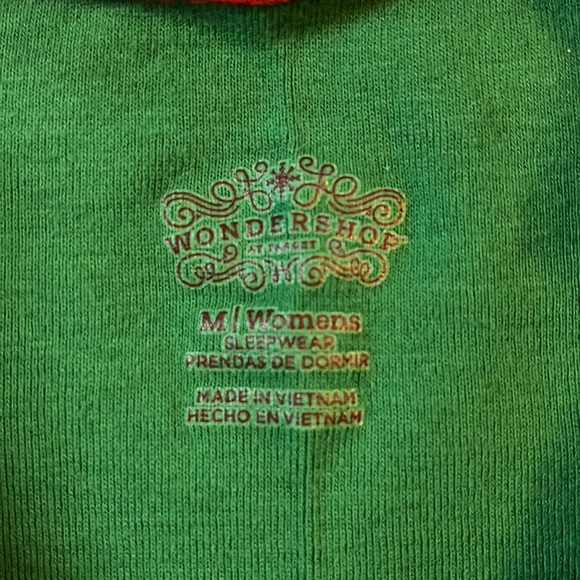 WONDERSHOP
AT TARGET
M | Womens
SLEEPWEAR
PRENDAS DE DORMIR
MADE IN VIETNAM
HECHO EN VIETNAM